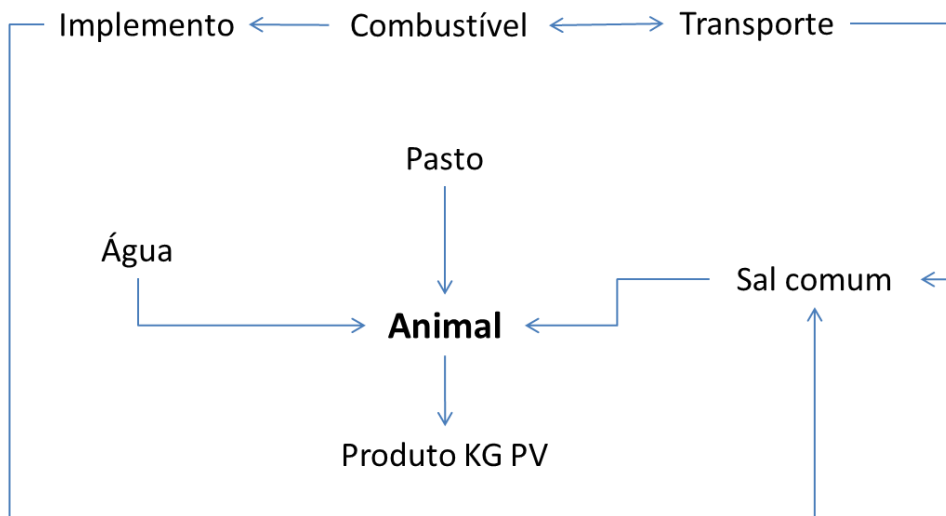 Implemento
Combustível
Transporte
Pasto
Água
Sal comum
Animal
Produto KG PV